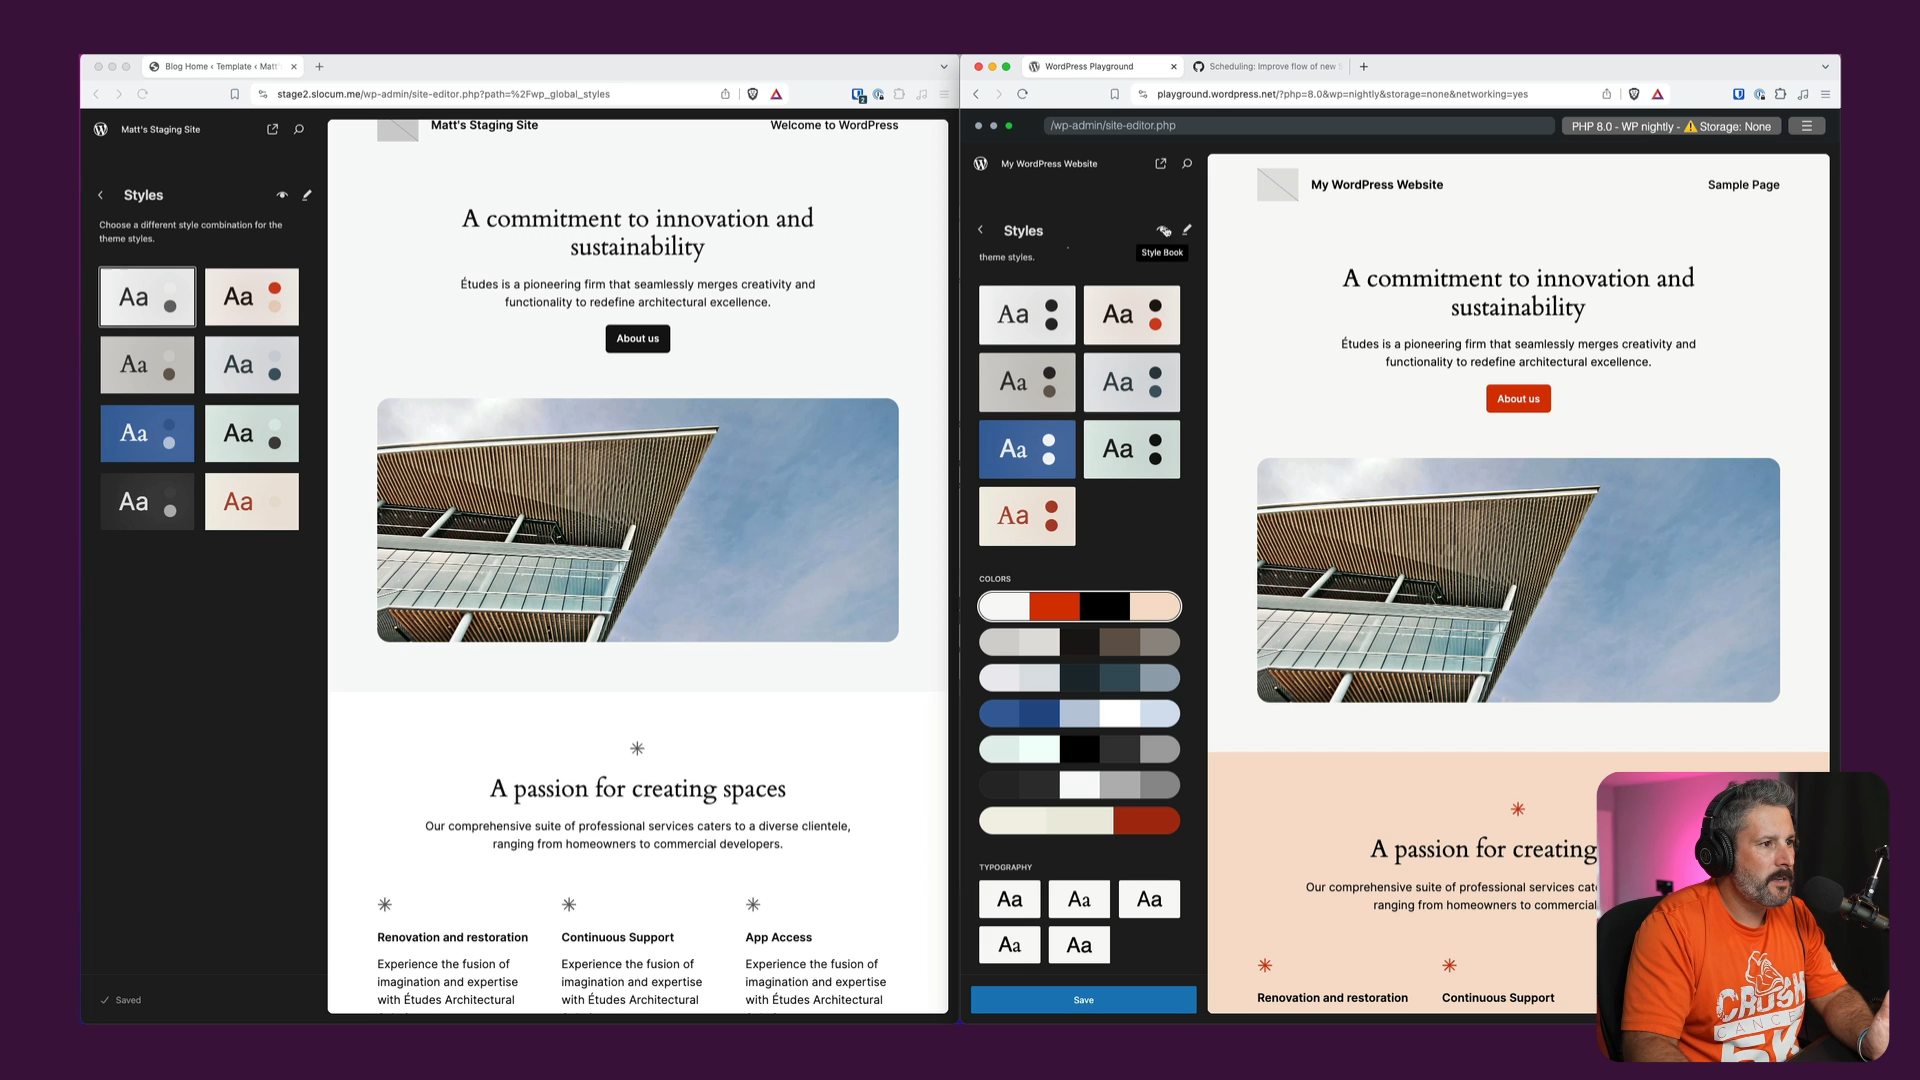 Blog Home ‹ Template ‹ Matt'
stage2.slocum.me/wp-admin/site-editor.php?path=%2Fwp_global_styles
Matt's Staging Site
Styles
Choose a different style combination for the
theme styles.
Aa
Aa
Aa
Aa
Aa
Aa
Aa
Aa
Saved
Matt's Staging Site
Welcome to WordPress
A commitment to innovation and
sustainability
Études is a pioneering firm that seamlessly merges creativity and
functionality to redefine architectural excellence.
About us
A passion for creating spaces
Our comprehensive suite of professional services caters to a diverse clientele,
ranging from homeowners to commercial developers.
Renovation and restoration
Experience the fusion of
imagination and expertise
with Études Architectural
Continuous Support
Experience the fusion of
imagination and expertise
with Études Architectural
App Access
Experience the fusion of
imagination and expertise
with Études Architectural
WordPress Playground
Scheduling: Improve flow of new
playground.wordpress.net/?php=8.0&wp=nightly&storage=none&networking=yes
/wp-admin/site-editor.php
PHP 8.0 - WP nightly - ⚠️ Storage: None
My WordPress Website
Styles
Style Book
theme styles.
Aa
Aa
Aa
Aa
Aa
Aa
Aa
COLORS
TYPOGRAPHY
Aa
Aa
Aa
Aa
Aa
Save
My WordPress Website
Sample Page
A commitment to innovation and
sustainability
Études is a pioneering firm that seamlessly merges creativity and
functionality to redefine architectural excellence.
About us
A passion for creating
Our comprehensive suite of professional services cat
ranging from homeowners to commercial
Renovation and restoration
Continuous Support
CRUSH
CANCER
5K